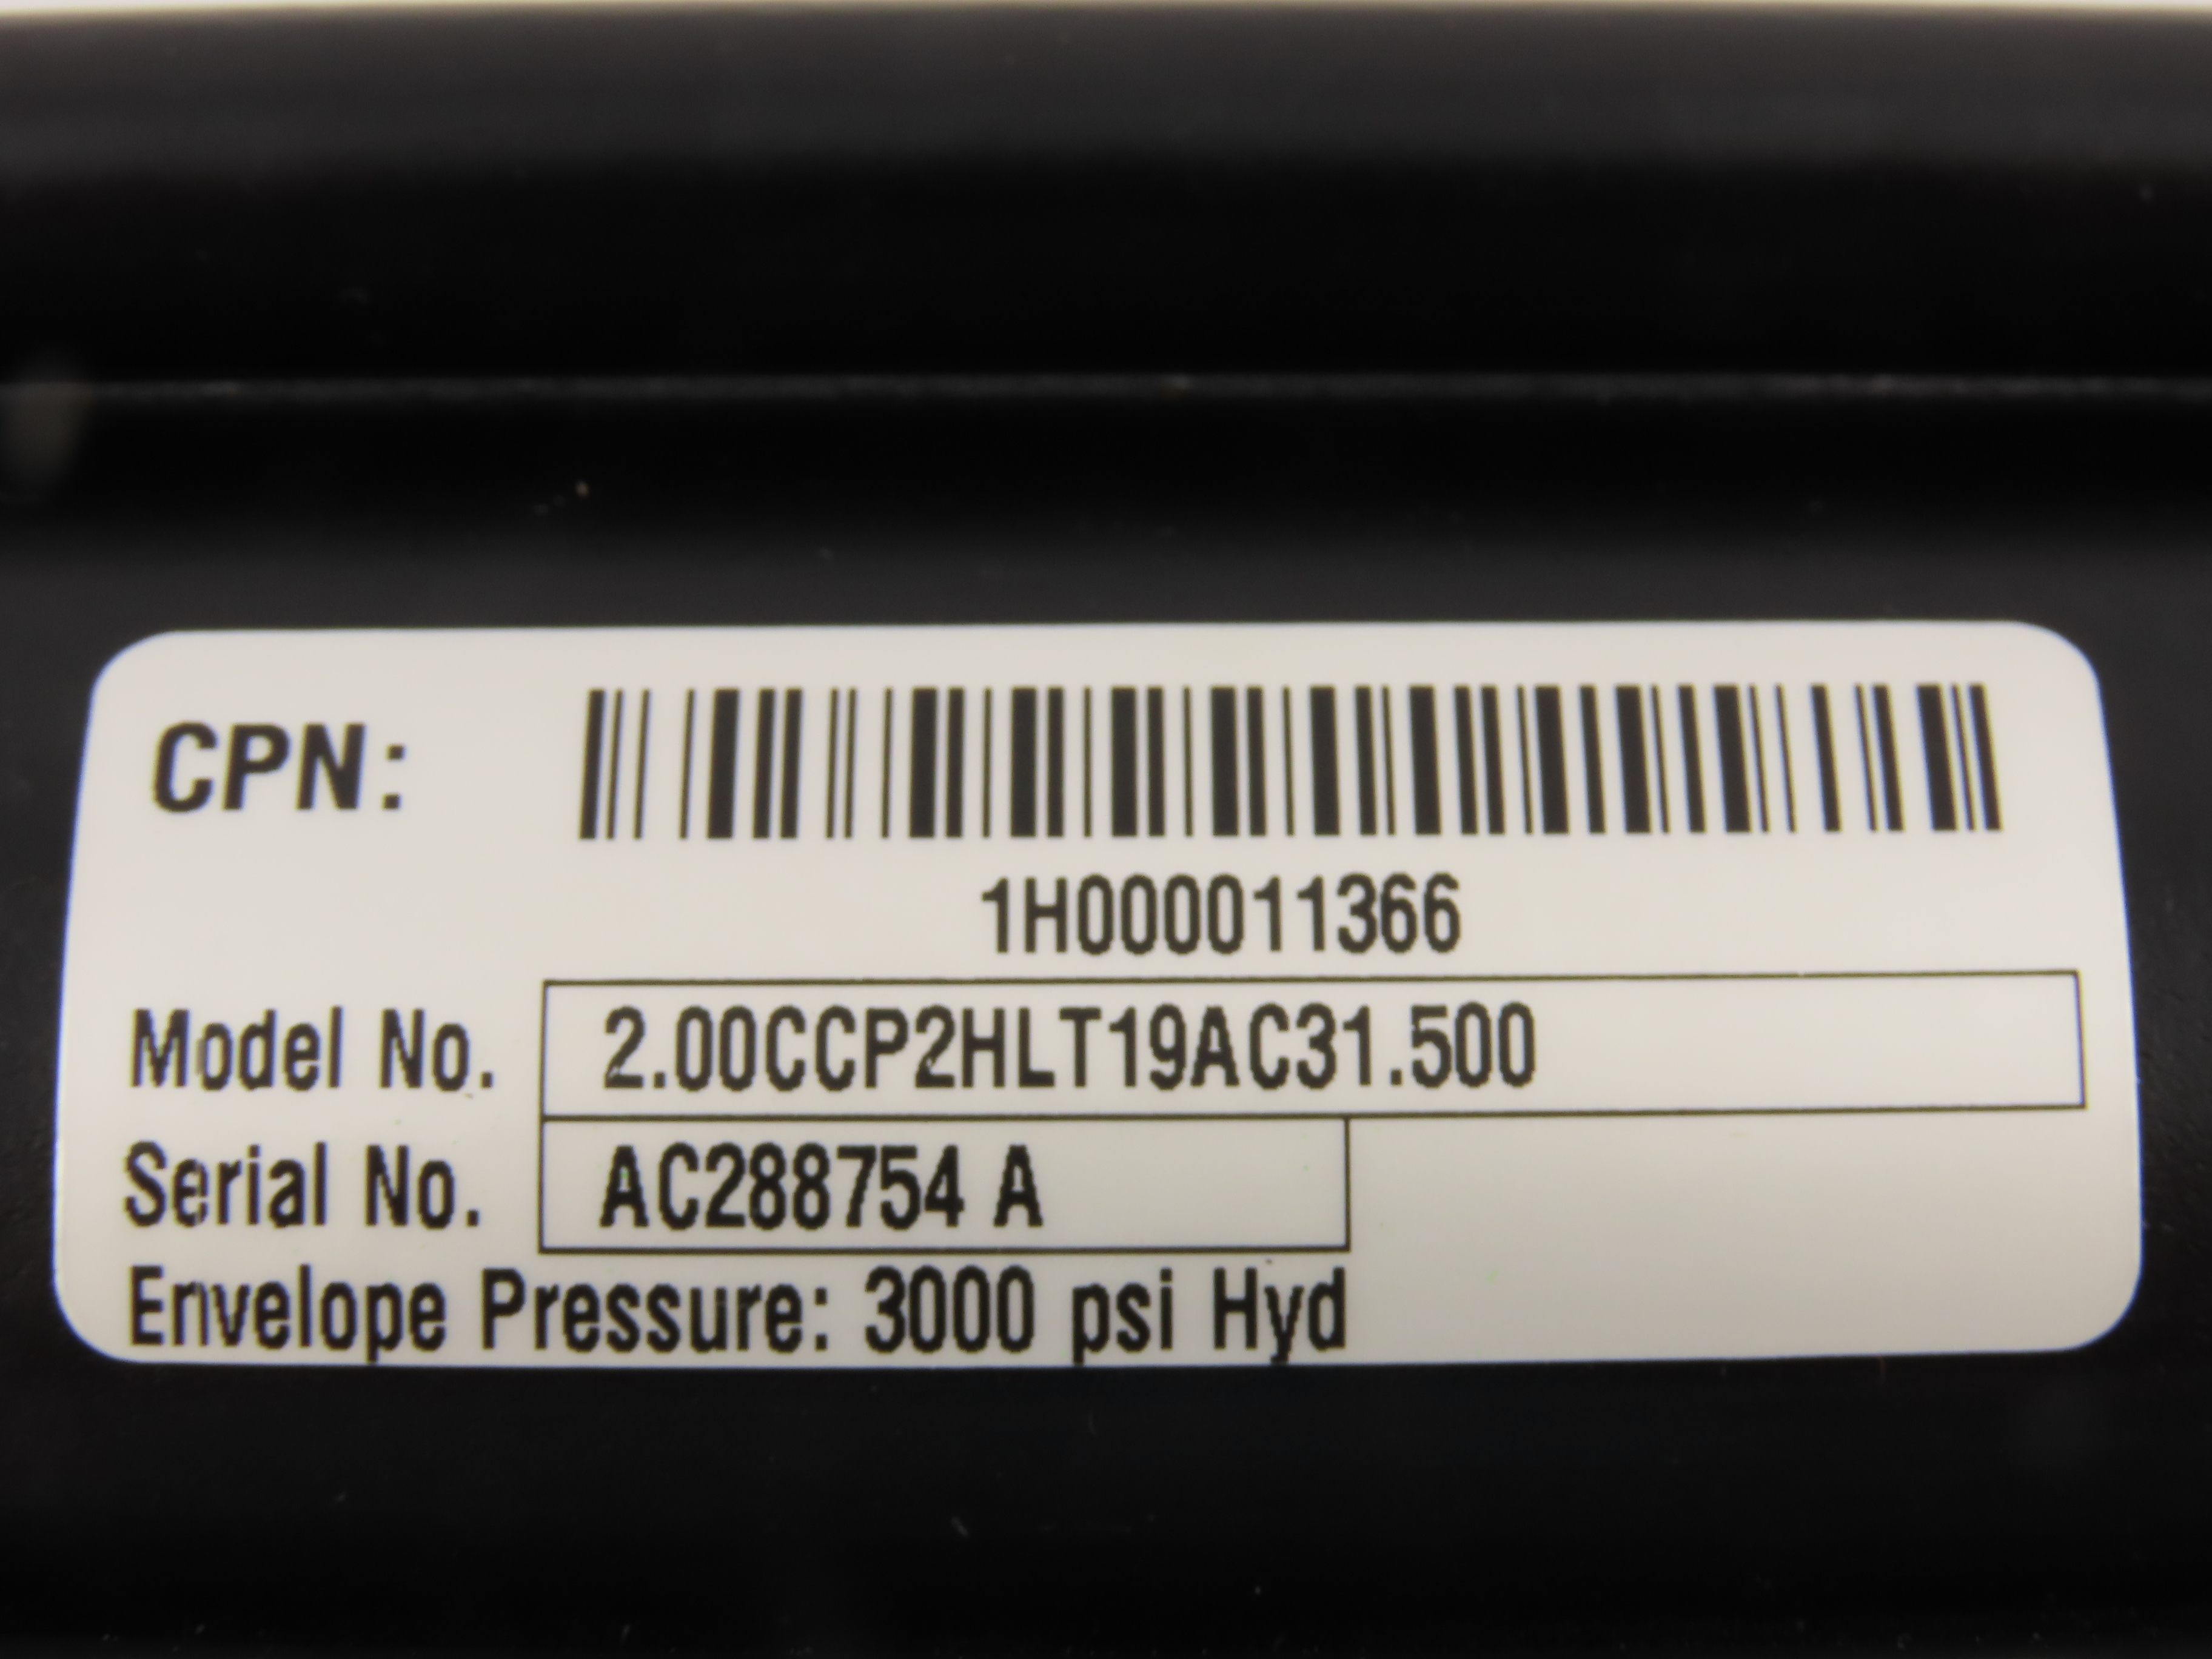 CPN:
1H000011366
Model No. 2.00CCP2HLT19AC31.500
Serial No. AC288754 A
Envelope Pressure: 3000 psi Hyd